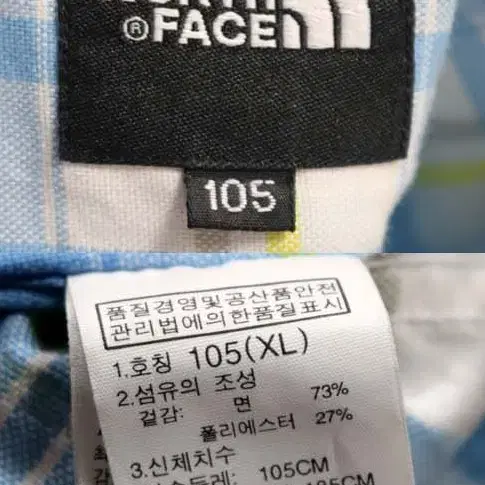 NORTH
® FACE
105
품질경영및공산품안전
관리법에의한품질표시
1.호칭 105(XL)
2.섬유의 조성
겉감: 면 73%
폴리에스터 27%
3.신체치수
105CM